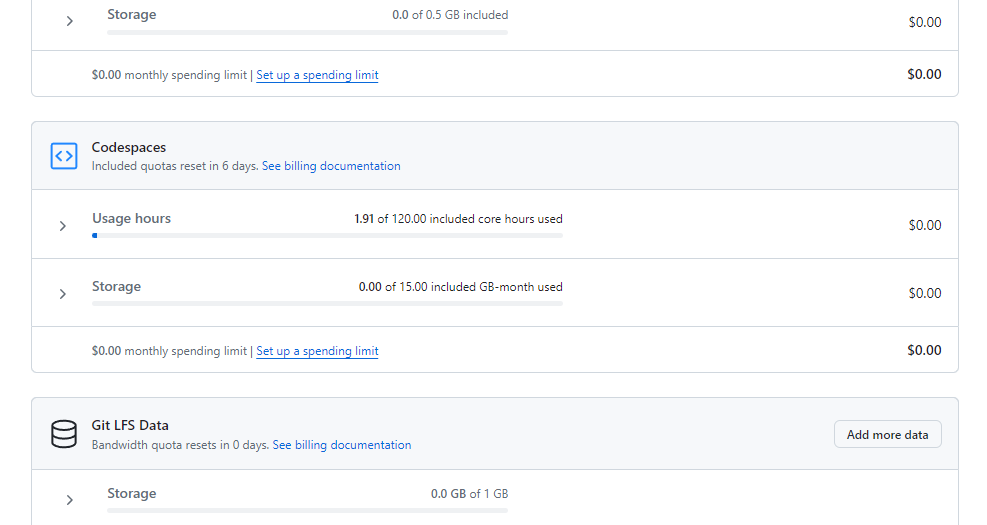 Storage 0.0 of 0.5 GB included $0.00
$0.00 monthly spending limit | Set up a spending limit $0.00
Codespaces
Included quotas reset in 6 days. See billing documentation
Usage hours 1.91 of 120.00 included core hours used $0.00
Storage 0.00 of 15.00 included GB-month used $0.00
$0.00 monthly spending limit | Set up a spending limit $0.00
Git LFS Data
Bandwidth quota resets in 0 days. See billing documentation
Add more data
Storage 0.0 GB of 1 GB